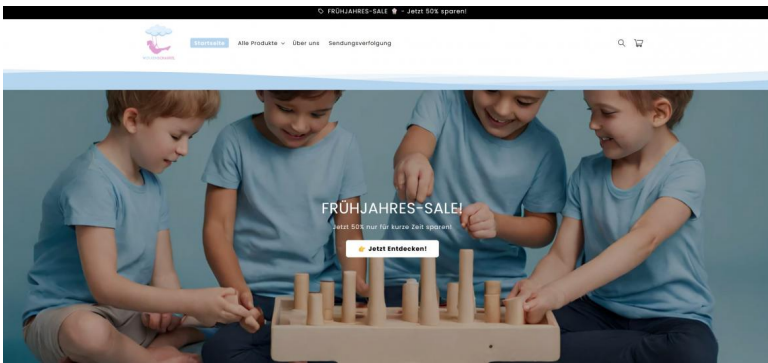 FRÜHJAHRES-SALE - Jetzt 50% sparen!
Startseite
Alle Produkte
Über uns
Sendungsverfolgung
FRÜHJAHRES-SALE!
Jetzt 50% nur für kurze Zeit sparen!
👉 Jetzt Entdecken!